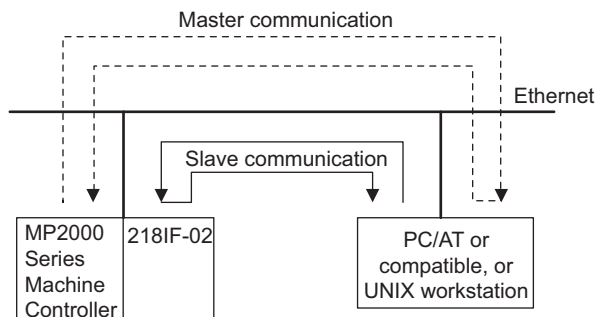 Master communication
Ethernet
Slave communication
MP2000
Series
Machine
Controller
218IF-02
PC/AT or
compatible, or
UNIX workstation